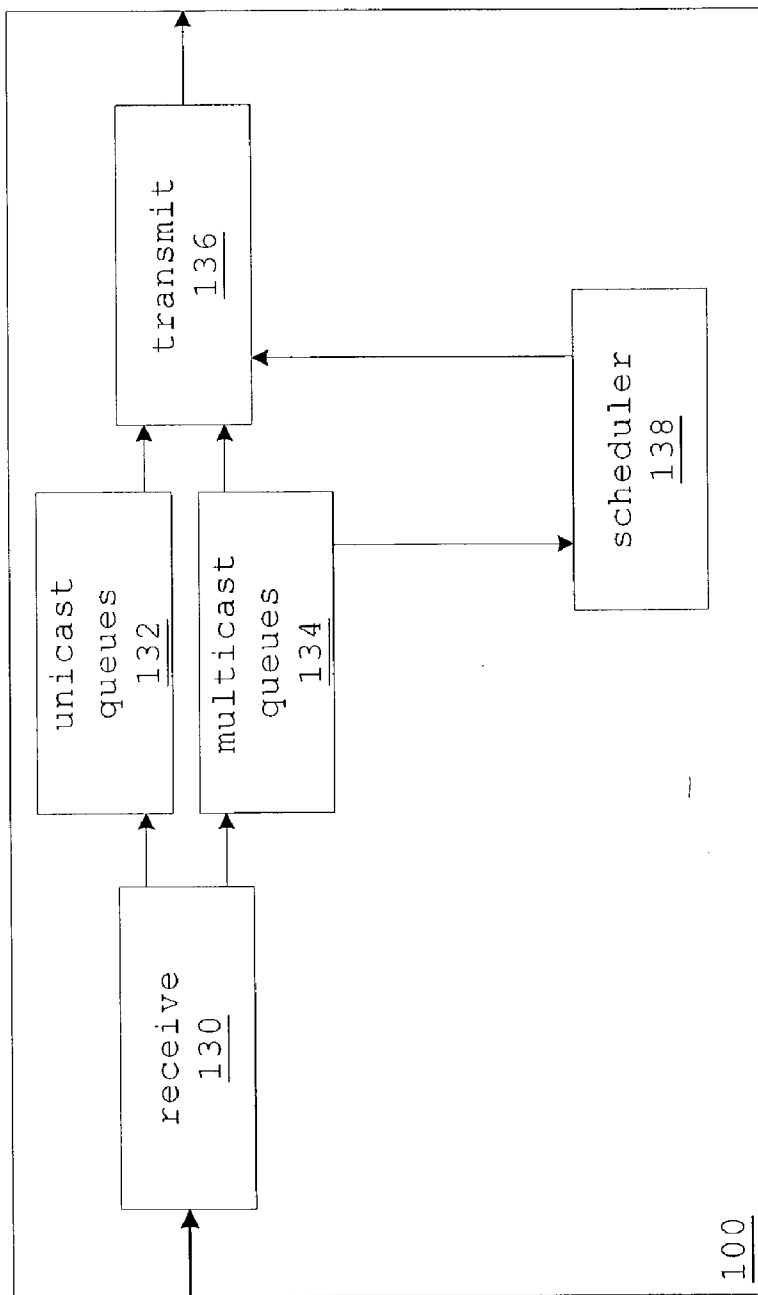 receive
130
unicast
queues
132
multicast
queues
134
transmit
136
scheduler
138
100